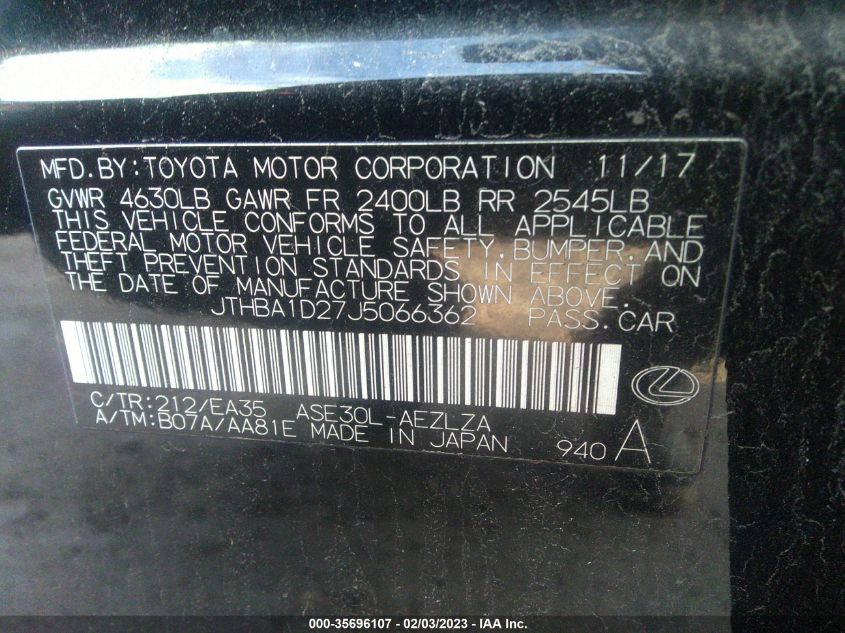 MFD.BY:TOYOTA MOTOR CORPORATION 11/17
GVWR 4630LB GAWR FR 2400LB RR 2545LB
THIS VEHICLE CONFORMS TO ALL APPLICABLE
FEDERAL MOTOR VEHICLE SAFETY,BUMPER,AND
THEFT PREVENTION STANDARDS IN EFFECT ON
THE DATE OF MANUFACTURE SHOWN ABOVE.
JTHBA1D27J5066362 PASS.CAR
C/TR:212/EA35 ASE30L-AEZLZA
A/TM:B07A/AA81E MADE IN JAPAN 940 A
000-35696107 - 02/03/2023 - IAA Inc.